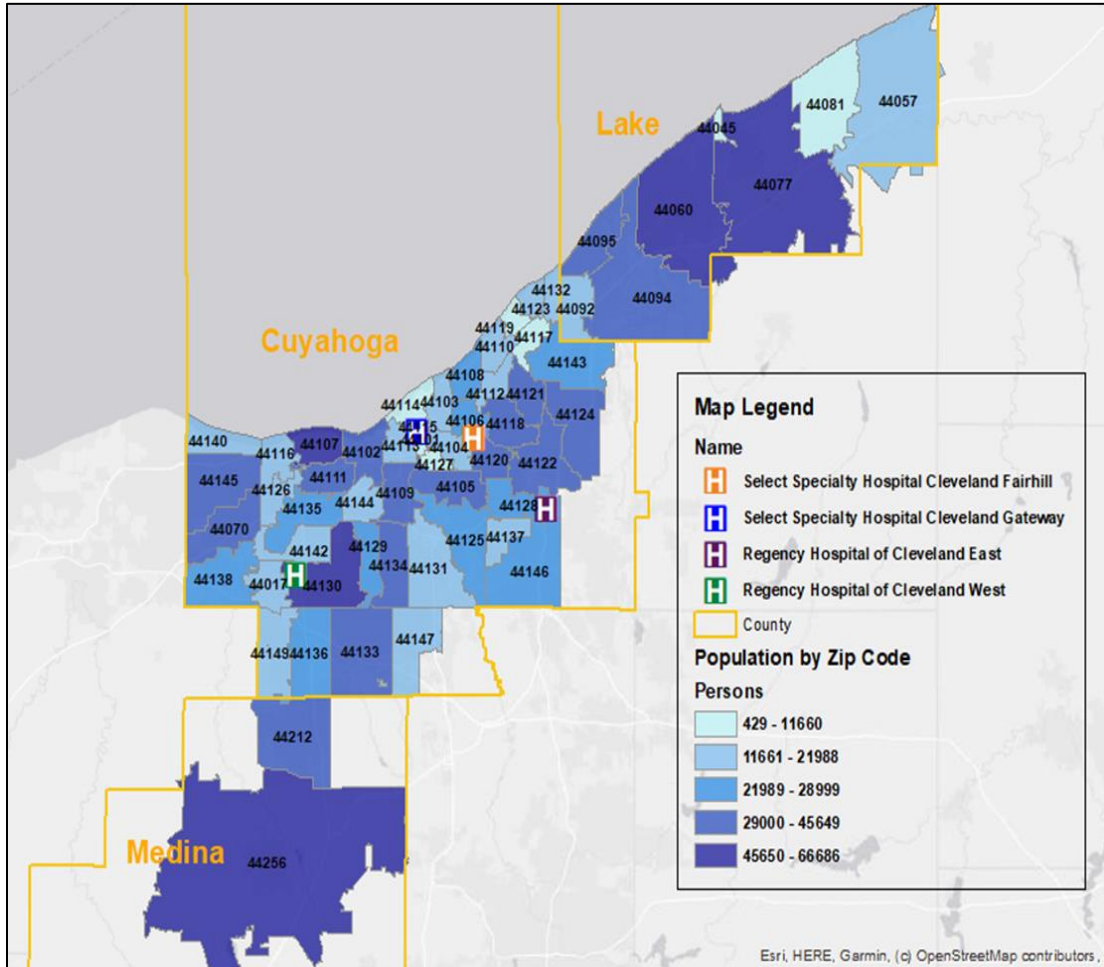 Lake
44081
44057
44045
44077
44060
44095
44094
44132
44123
44092
44119
44117
44110
44143
Cuyahoga
44108
44114
44103
44112
44121
44106
44118
44124
44140
44107
44102
44113
44104
44116
44127
44120
44122
44145
44111
44105
44126
44109
44144
44135
44128
44070
44125
44137
44142
44129
44134
44131
44146
44138
44017
44130
44147
44149
44136
44133
44212
Medina
44256
Map Legend
Name
H Select Specialty Hospital Cleveland Fairhill
H Select Specialty Hospital Cleveland Gateway
H Regency Hospital of Cleveland East
H Regency Hospital of Cleveland West
County
Population by Zip Code
Persons
429 - 11660
11661 - 21988
21989 - 28999
29000 - 45649
45650 - 66686
H
H
H
H
Esri, HERE, Garmin, (c) OpenStreetMap contributors,